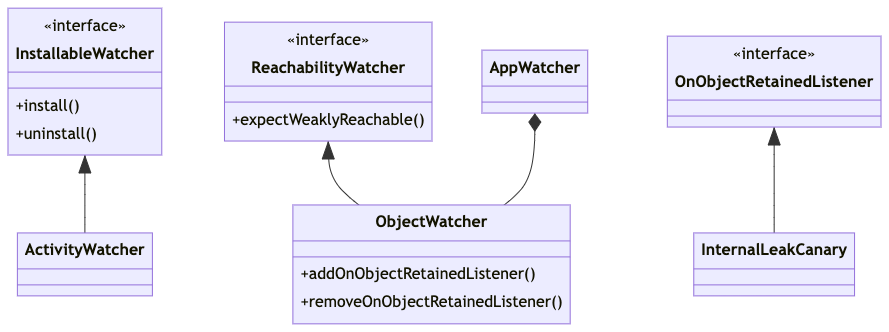 «interface»
InstallableWatcher
+install()
+uninstall()
«interface»
ReachabilityWatcher
+expectWeaklyReachable()
AppWatcher
«interface»
OnObjectRetainedListener
ActivityWatcher
ObjectWatcher
+addOnObjectRetainedListener()
+removeOnObjectRetainedListener()
InternalLeakCanary